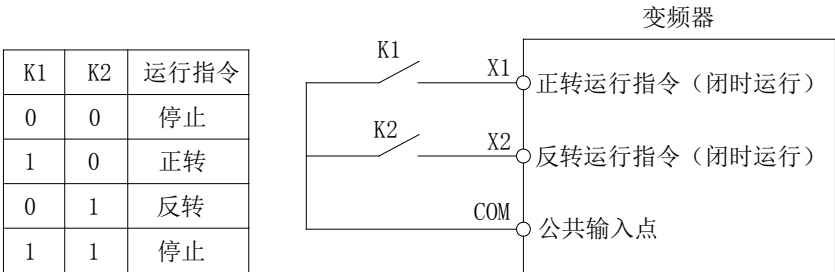 变频器
K1 K2 运行指令
0 0 停止
1 0 正转
0 1 反转
1 1 停止
K1
X1 正转运行指令（闭时运行）
K2
X2 反转运行指令（闭时运行）
COM 公共输入点